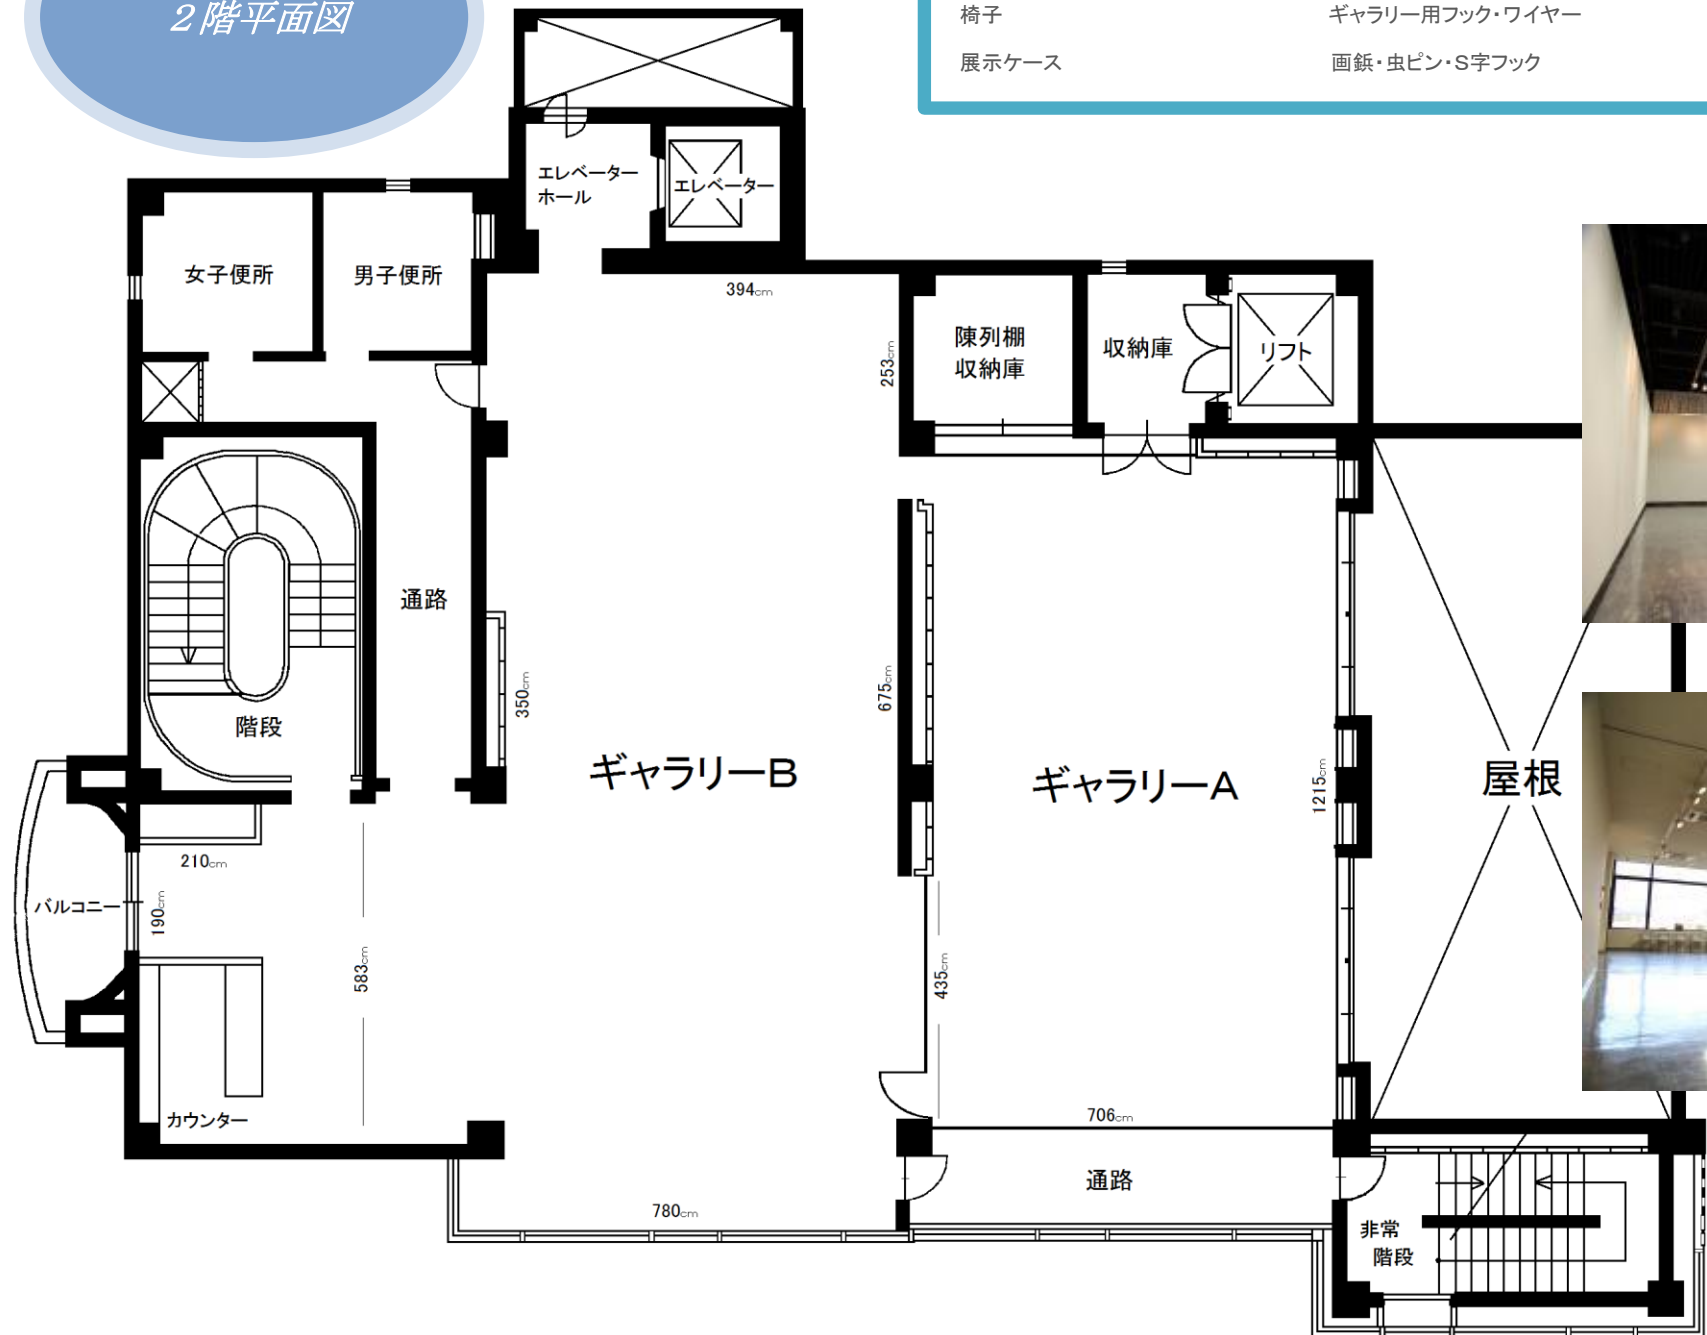 ２階平面図
椅子
ギャラリー用フック・ワイヤー
展示ケース
画鋲・虫ピン・S字フック
エレベーター
ホール
エレベーター
女子便所
男子便所
394cm
陳列棚
収納庫
収納庫
リフト
253cm
通路
350cm
675cm
階段
ギャラリーB
ギャラリーA
1215cm
屋根
210cm
バルコニー
190cm
583cm
435cm
カウンター
706cm
通路
780cm
非常
階段